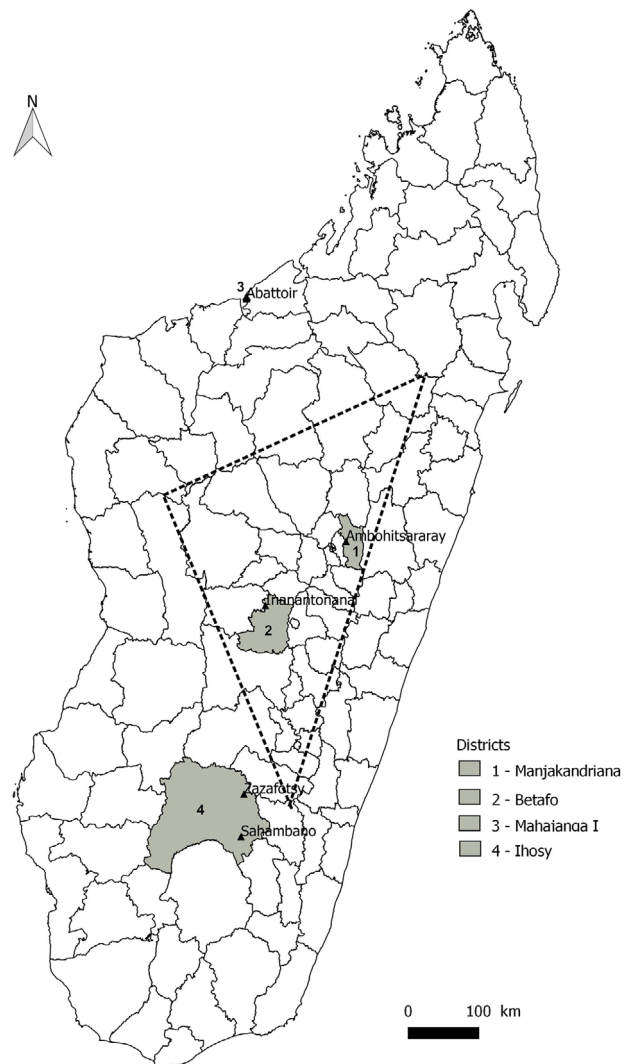 N
3
Abattoir
Ambohitsararay
1
Inanantonana
2
Zazafotsy
4
Sahambano
Districts
1 - Manjakandriana
2 - Betafo
3 - Mahajanga I
4 - Ihosy
0 100 km